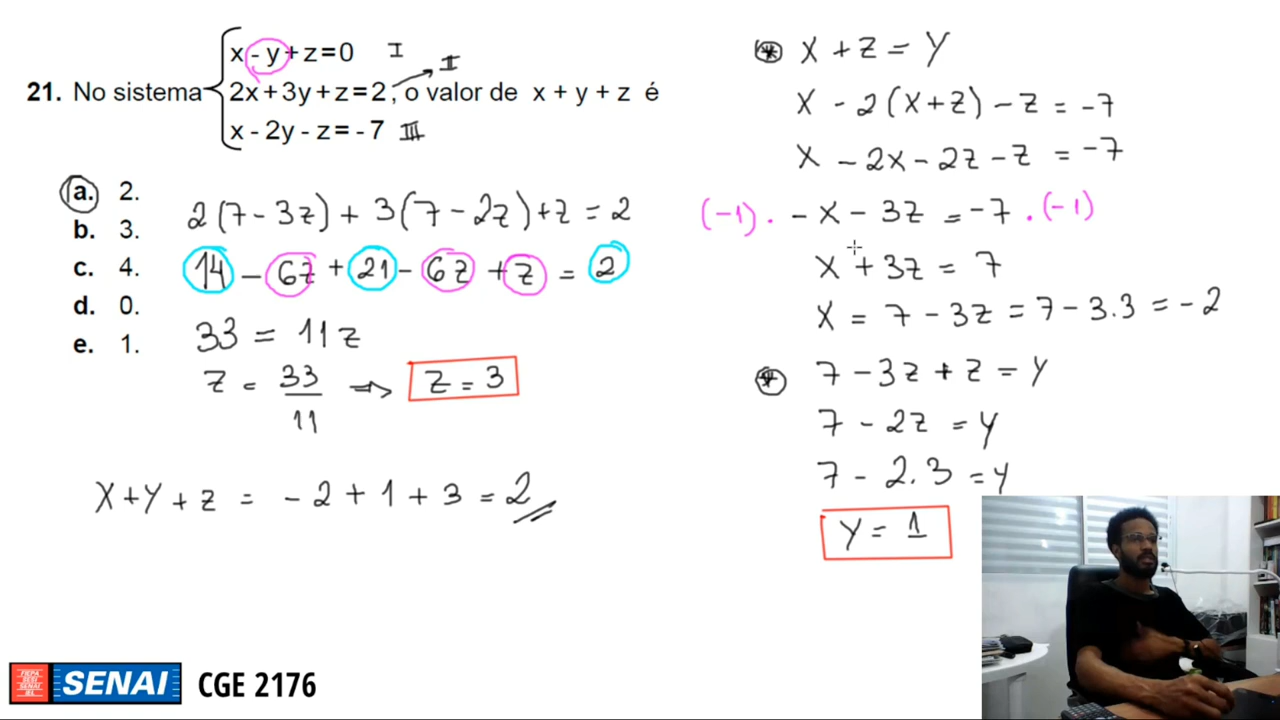 x - y + z = 0 I
21. No sistema 2x + 3y + z = 2, o valor de x + y + z é II
x - 2y - z = - 7 III
a. 2.
b. 3.
c. 4.
d. 0.
e. 1.
2(7 - 3z) + 3(7 - 2z) + z = 2
14 - 6z + 21 - 6z + z = 2
33 = 11z
z = 33/11 => z = 3
x + y + z = - 2 + 1 + 3 = 2
* x + z = y
x - 2(x + z) - z = -7
x - 2x - 2z - z = -7
(-1) . - x - 3z = -7 . (-1)
x + 3z = 7
x = 7 - 3z = 7 - 3.3 = -2
* 7 - 3z + z = y
7 - 2z = y
7 - 2.3 = y
y = 1
SENAI CGE 2176